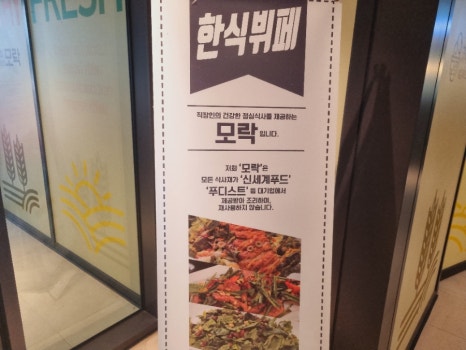 FRESH
모락
한식뷔페
직장인의 건강한 점심식사를 제공하는
모락 입니다.
저희 '모락'은
모든 식사재가 '신세계푸드'
'푸디스트' 등 대기업에서
제공받아 조리하며,
재사용하지 않습니다.